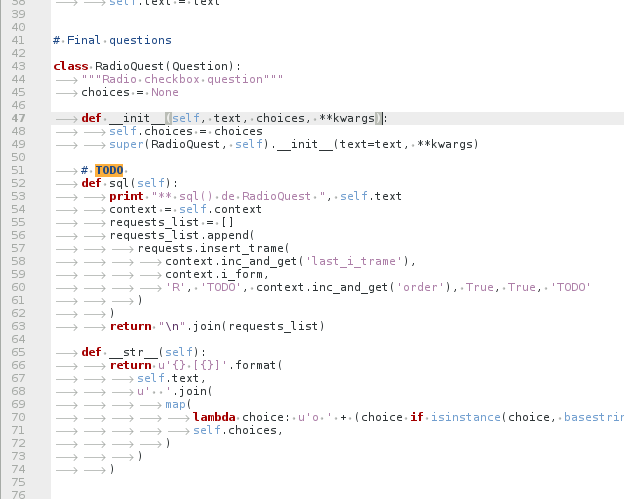 38 self.text = text
39
40
41 # Final questions
42
43 class RadioQuest(Question):
44 """Radio checkbox question"""
45 choices = None
46
47 def __init__(self, text, choices, **kwargs):
48 self.choices = choices
49 super(RadioQuest, self).__init__(text=text, **kwargs)
50
51 # TODO
52 def sql(self):
53 print "** sql() de RadioQuest ", self.text
54 context = self.context
55 requests_list = []
56 requests_list.append(
57 requests.insert_trame(
58 context.inc_and_get('last_i_trame'),
59 context.i_form,
60 'R', 'TODO', context.inc_and_get('order'), True, True, 'TODO'
61 )
62 )
63 return "\n".join(requests_list)
64
65 def __str__(self):
66 return u'{} [{}]'.format(
67 self.text,
68 u'  '.join(
69 map(
70 lambda choice: u'o ' + (choice if isinstance(choice, basestrin
71 self.choices,
72 )
73 )
74 )
75
76